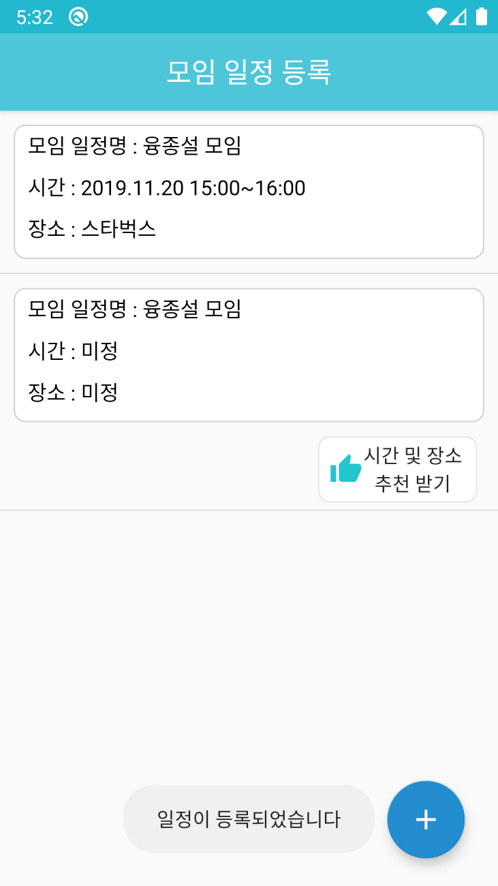 5:32
모임 일정 등록
모임 일정명 : 융종설 모임
시간 : 2019.11.20 15:00~16:00
장소 : 스타벅스
모임 일정명 : 융종설 모임
시간 : 미정
장소 : 미정
시간 및 장소
추천 받기
일정이 등록되었습니다